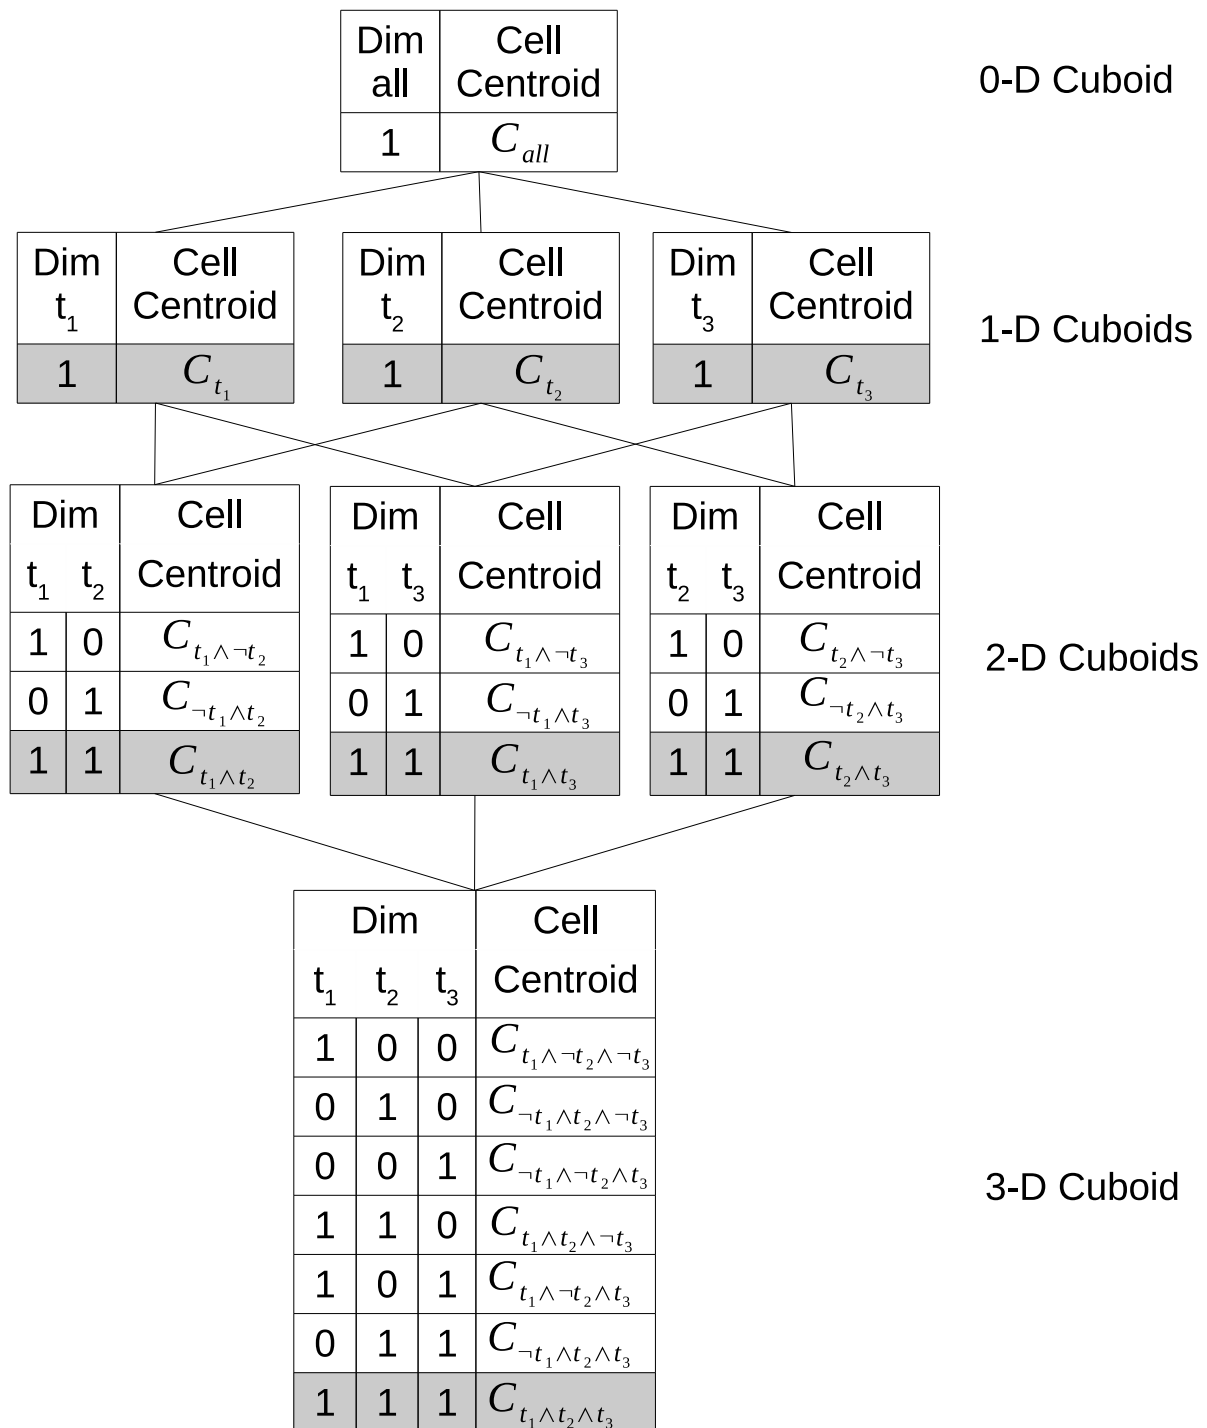 Dim Cell
all Centroid
0-D Cuboid
1 C_all
Dim Cell Dim Cell Dim Cell
t₁ Centroid t₂ Centroid t₃ Centroid
1-D Cuboids
1 C_t₁ 1 C_t₂ 1 C_t₃
Dim Cell Dim Cell Dim Cell
t₁ t₂ Centroid t₁ t₃ Centroid t₂ t₃ Centroid
1 0 C_t₁∧¬t₂ 1 0 C_t₁∧¬t₃ 1 0 C_t₂∧¬t₃
2-D Cuboids
0 1 C_¬t₁∧t₂ 0 1 C_¬t₁∧t₃ 0 1 C_¬t₂∧t₃
1 1 C_t₁∧t₂ 1 1 C_t₁∧t₃ 1 1 C_t₂∧t₃
Dim Cell
t₁ t₂ t₃ Centroid
1 0 0 C_t₁∧¬t₂∧¬t₃
0 1 0 C_¬t₁∧t₂∧¬t₃
0 0 1 C_¬t₁∧¬t₂∧t₃
3-D Cuboid
1 1 0 C_t₁∧t₂∧¬t₃
1 0 1 C_t₁∧¬t₂∧t₃
0 1 1 C_¬t₁∧t₂∧t₃
1 1 1 C_t₁∧t₂∧t₃